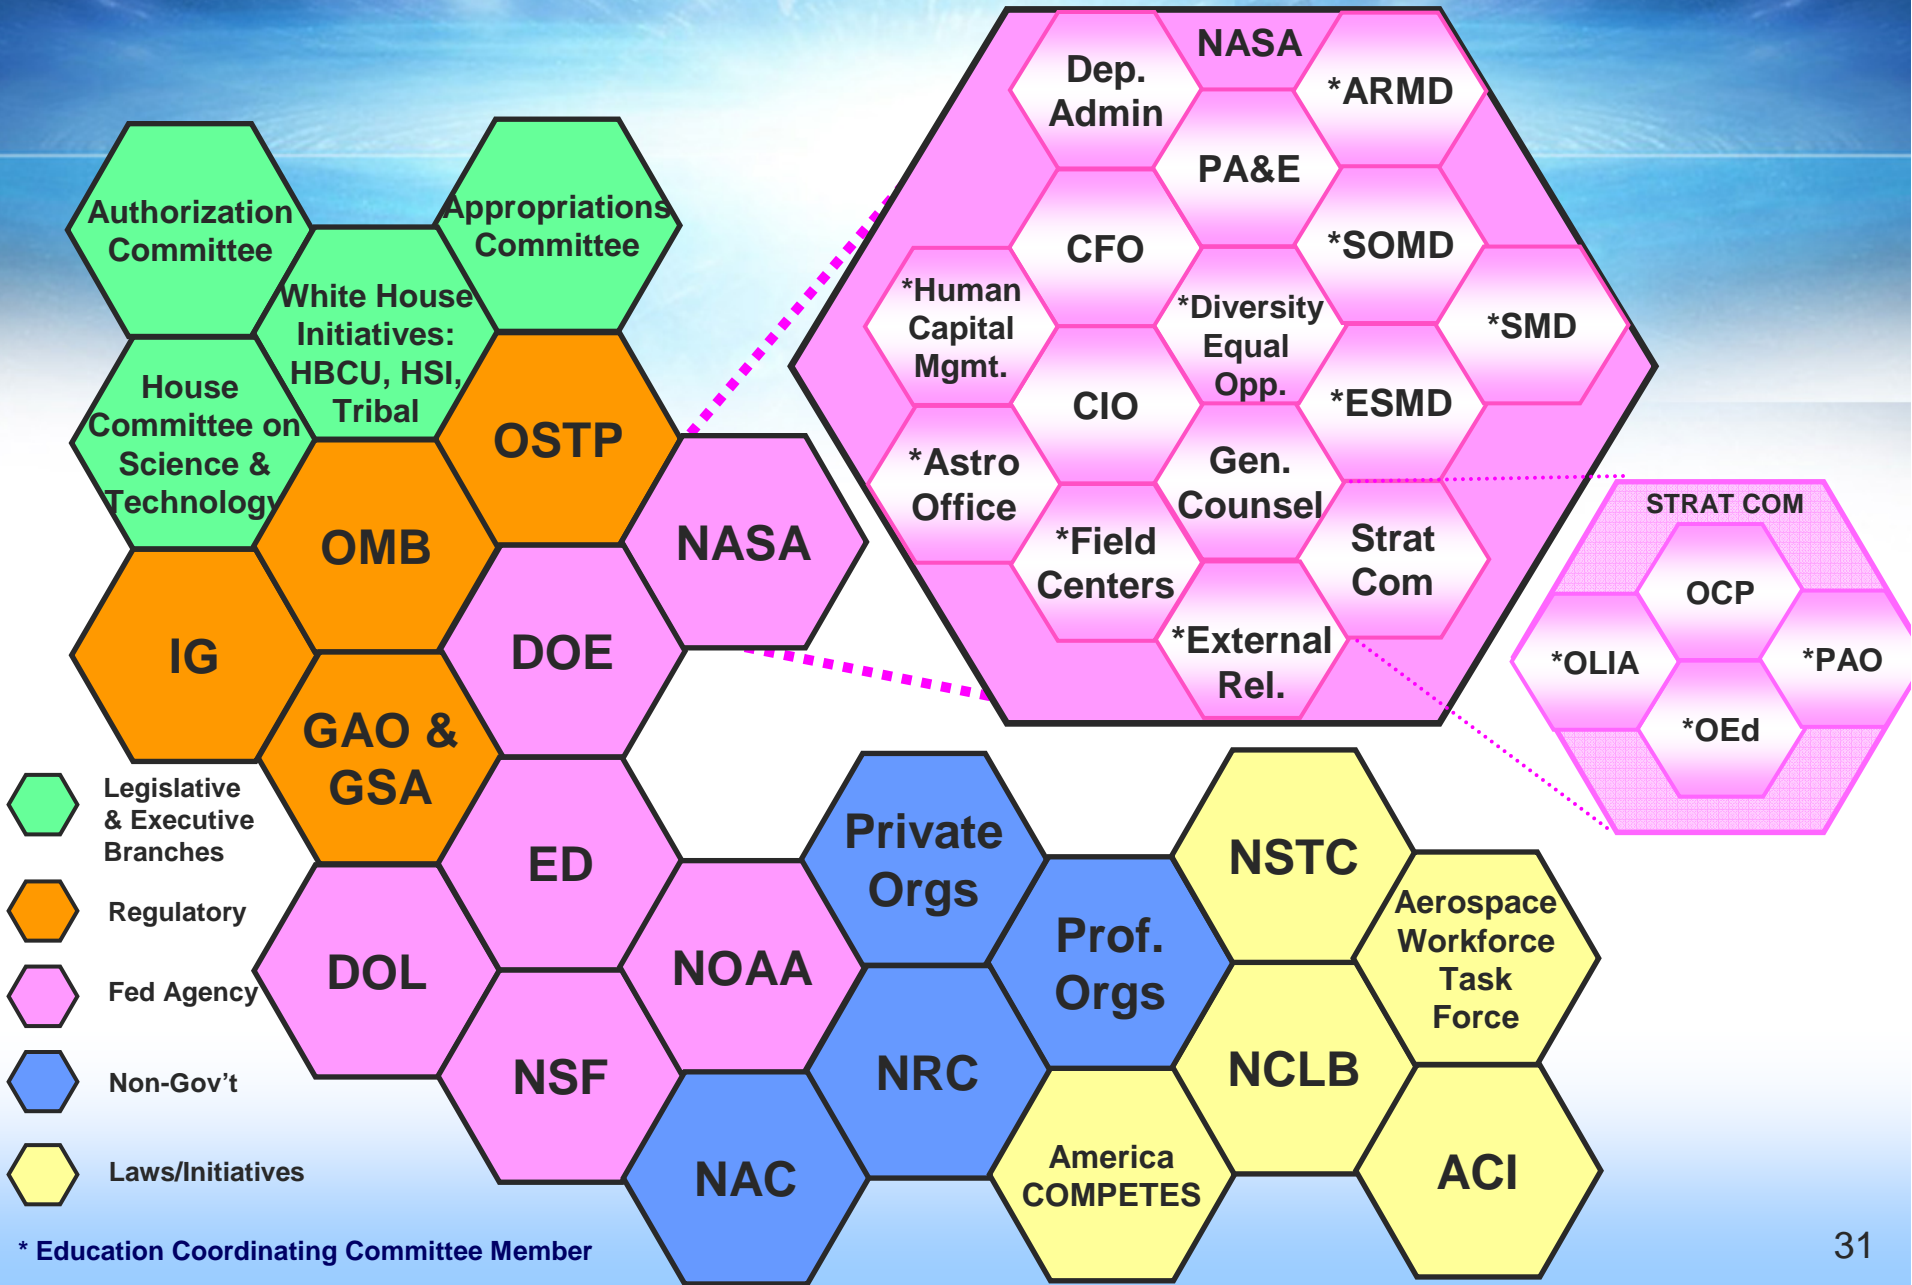 Authorization
Committee
Appropriations
Committee
White House
Initiatives:
HBCU, HSI,
Tribal
House
Committee on
Science &
Technology
OSTP
OMB
IG
GAO &
GSA
NASA
DOE
ED
DOL
NOAA
NSF
Private
Orgs
Prof.
Orgs
NRC
NAC
NSTC
Aerospace
Workforce
Task
Force
NCLB
America
COMPETES
ACI
NASA
Dep.
Admin
*ARMD
PA&E
CFO
*SOMD
*Human
Capital
Mgmt.
*Diversity
Equal
Opp.
*SMD
CIO
*ESMD
*Astro
Office
Gen.
Counsel
*Field
Centers
Strat
Com
*External
Rel.
STRAT COM
OCP
*OLIA
*PAO
*OEd
Legislative
& Executive
Branches
Regulatory
Fed Agency
Non-Gov’t
Laws/Initiatives
* Education Coordinating Committee Member
31